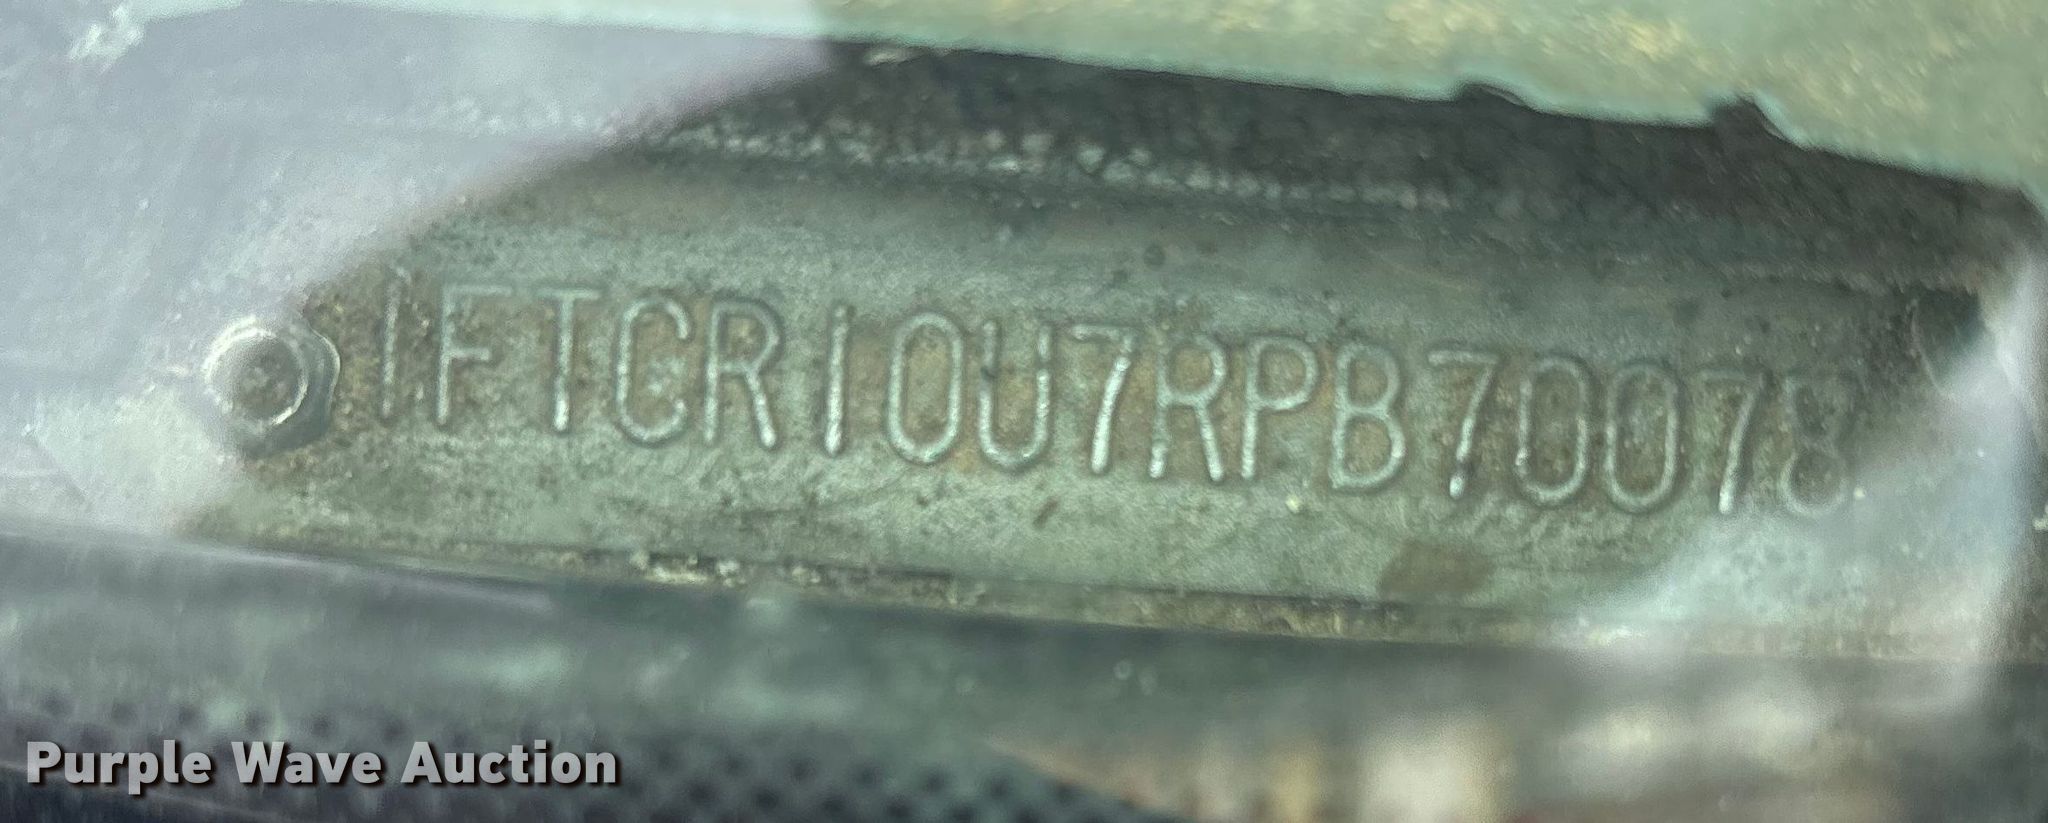 1FTCR10U7RPB70078
Purple Wave Auction